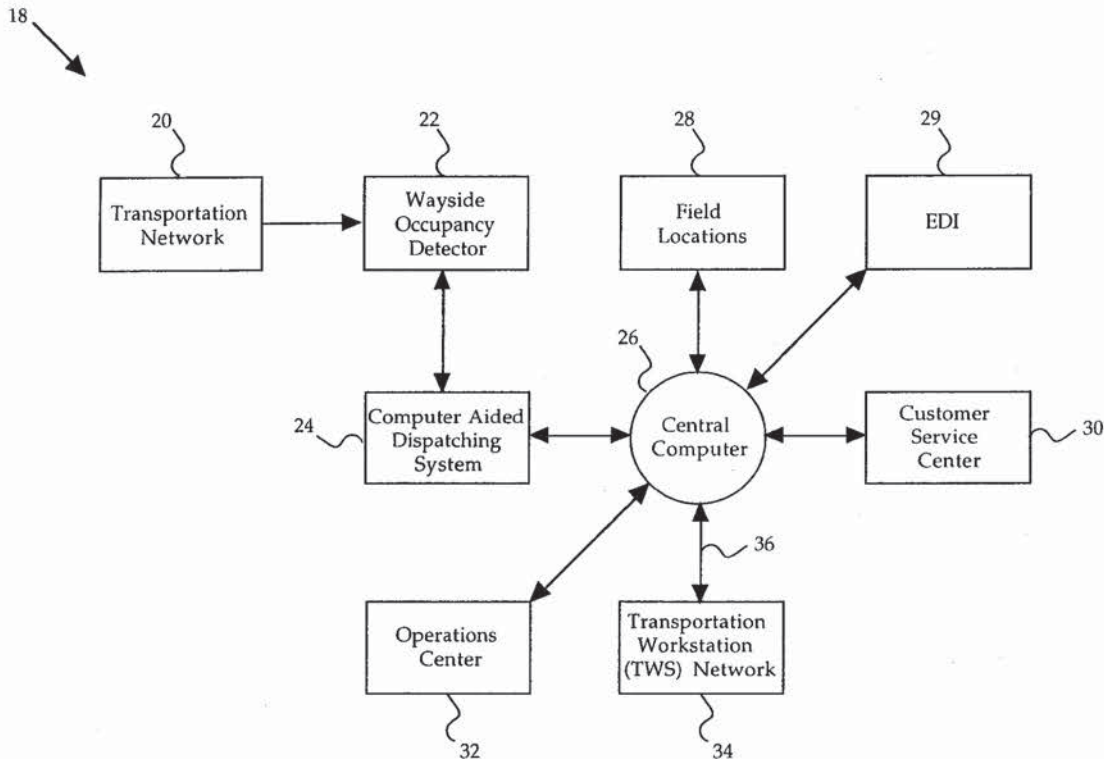 18
20
22
28
29
Transportation
Network
Wayside
Occupancy
Detector
Field
Locations
EDI
26
24
Computer Aided
Dispatching
System
Central
Computer
Customer
Service
Center
30
36
Operations
Center
Transportation
Workstation
(TWS) Network
32
34